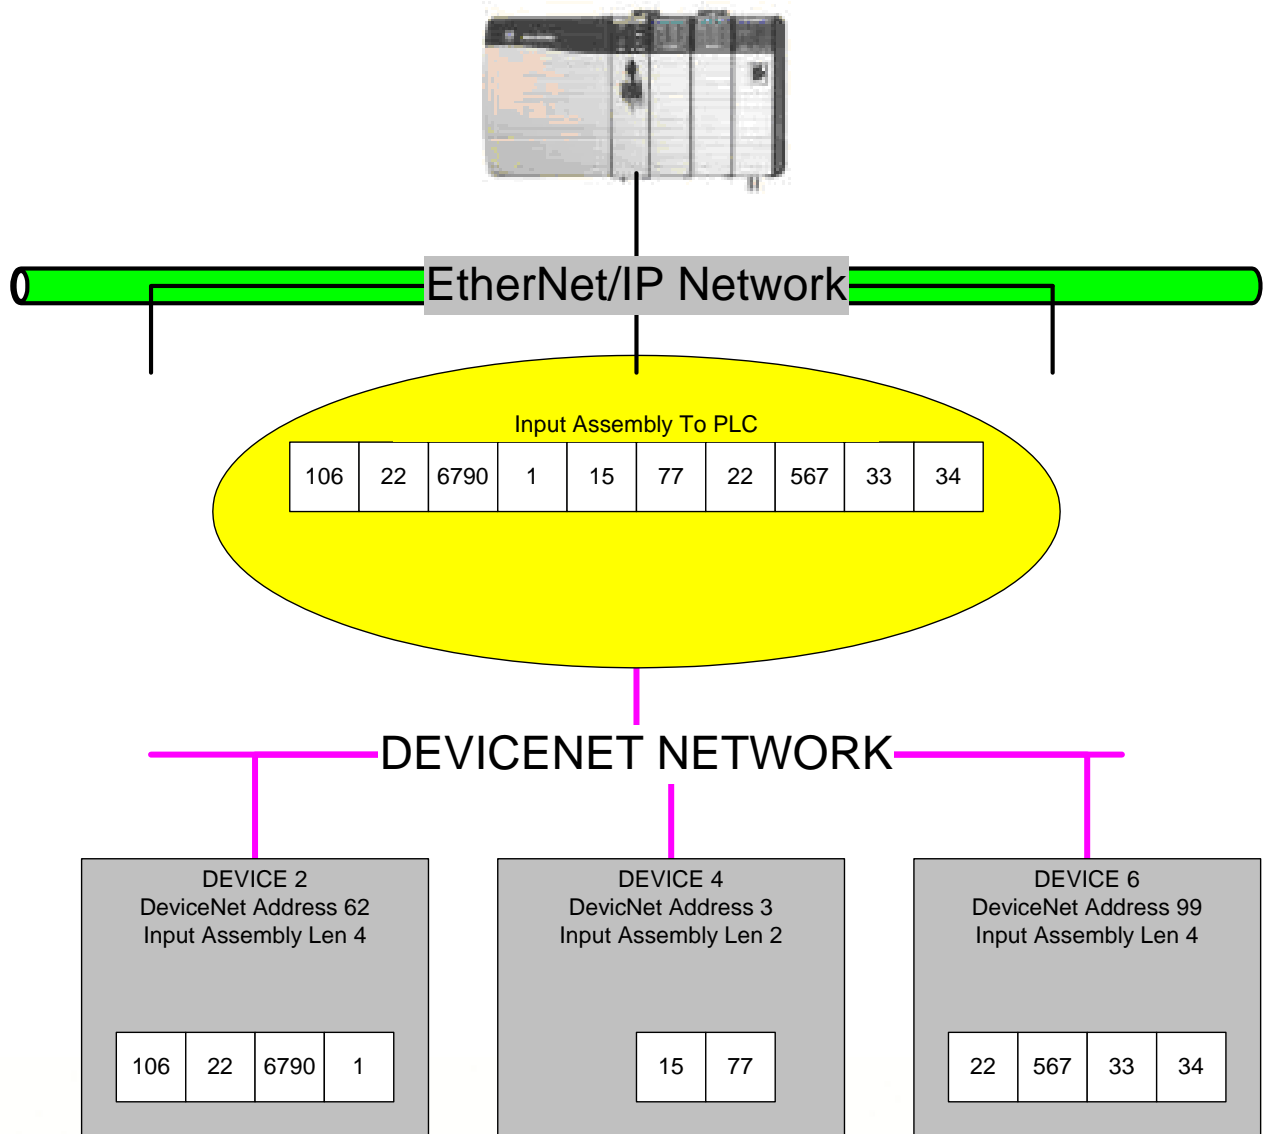 EtherNet/IP Network
Input Assembly To PLC
106 22 6790 1 15 77 22 567 33 34
DEVICENET NETWORK
DEVICE 2
DeviceNet Address 62
Input Assembly Len 4
106 22 6790 1
DEVICE 4
DevicNet Address 3
Input Assembly Len 2
15 77
DEVICE 6
DeviceNet Address 99
Input Assembly Len 4
22 567 33 34